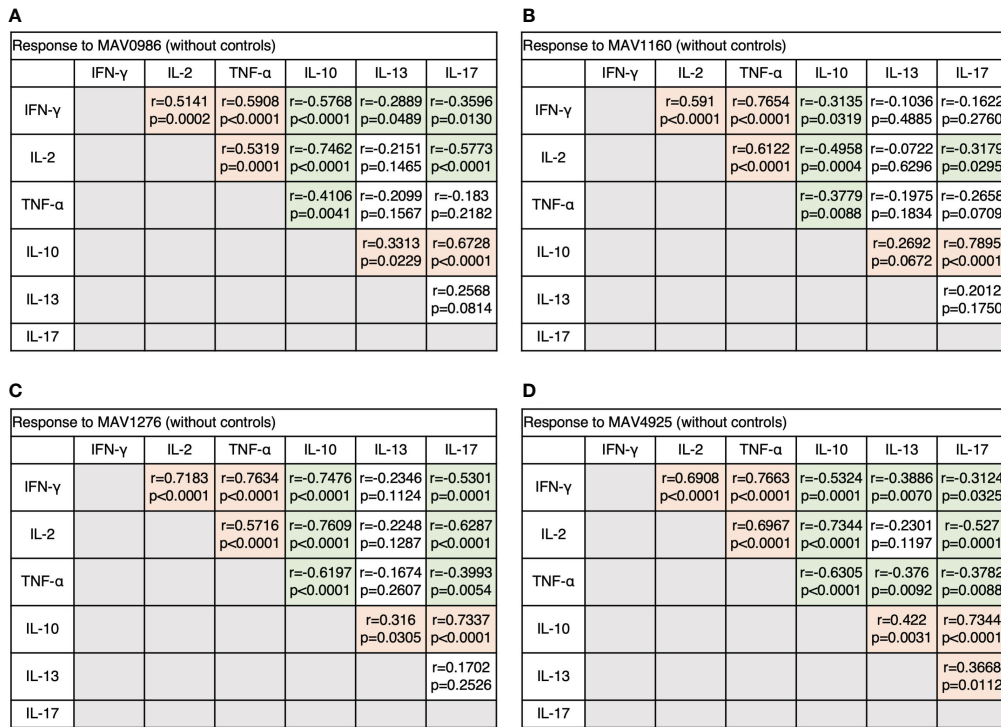 A
Response to MAV0986 (without controls)
IFN-γ IL-2 TNF-α IL-10 IL-13 IL-17
IFN-γ r=0.5141 r=0.5908 r=-0.5768 r=-0.2889 r=-0.3596
p=0.0002 p<0.0001 p<0.0001 p=0.0489 p=0.0130
IL-2 r=0.5319 r=-0.7462 r=-0.2151 r=-0.5773
p=0.0001 p<0.0001 p=0.1465 p<0.0001
TNF-α r=-0.4106 r=-0.2099 r=-0.183
p=0.0041 p=0.1567 p=0.2182
IL-10 r=0.3313 r=0.6728
p=0.0229 p<0.0001
IL-13 r=0.2568
p=0.0814
IL-17
B
Response to MAV1160 (without controls)
IFN-γ IL-2 TNF-α IL-10 IL-13 IL-17
IFN-γ r=0.591 r=0.7654 r=-0.3135 r=-0.1036 r=-0.1622
p<0.0001 p<0.0001 p=0.0319 p=0.4885 p=0.2760
IL-2 r=0.6122 r=-0.4958 r=-0.0722 r=-0.3179
p<0.0001 p=0.0004 p=0.6296 p=0.0295
TNF-α r=-0.3779 r=-0.1975 r=-0.2658
p=0.0088 p=0.1834 p=0.0709
IL-10 r=0.2692 r=0.7895
p=0.0672 p<0.0001
IL-13 r=0.2012
p=0.1750
IL-17
C
Response to MAV1276 (without controls)
IFN-γ IL-2 TNF-α IL-10 IL-13 IL-17
IFN-γ r=0.7183 r=0.7634 r=-0.7476 r=-0.2346 r=-0.5301
p<0.0001 p<0.0001 p<0.0001 p=0.1124 p=0.0001
IL-2 r=0.5716 r=-0.7609 r=-0.2248 r=-0.6287
p<0.0001 p<0.0001 p=0.1287 p<0.0001
TNF-α r=-0.6197 r=-0.1674 r=-0.3993
p<0.0001 p=0.2607 p=0.0054
IL-10 r=0.316 r=0.7337
p=0.0305 p<0.0001
IL-13 r=0.1702
p=0.2526
IL-17
D
Response to MAV4925 (without controls)
IFN-γ IL-2 TNF-α IL-10 IL-13 IL-17
IFN-γ r=0.6908 r=0.7663 r=-0.5324 r=-0.3886 r=-0.3124
p<0.0001 p<0.0001 p=0.0001 p=0.0070 p=0.0325
IL-2 r=0.6967 r=-0.7344 r=-0.2301 r=-0.527
p<0.0001 p<0.0001 p=0.1197 p=0.0001
TNF-α r=-0.6305 r=-0.376 r=-0.3782
p<0.0001 p=0.0092 p=0.0088
IL-10 r=0.422 r=0.7344
p=0.0031 p<0.0001
IL-13 r=0.3668
p=0.0112
IL-17